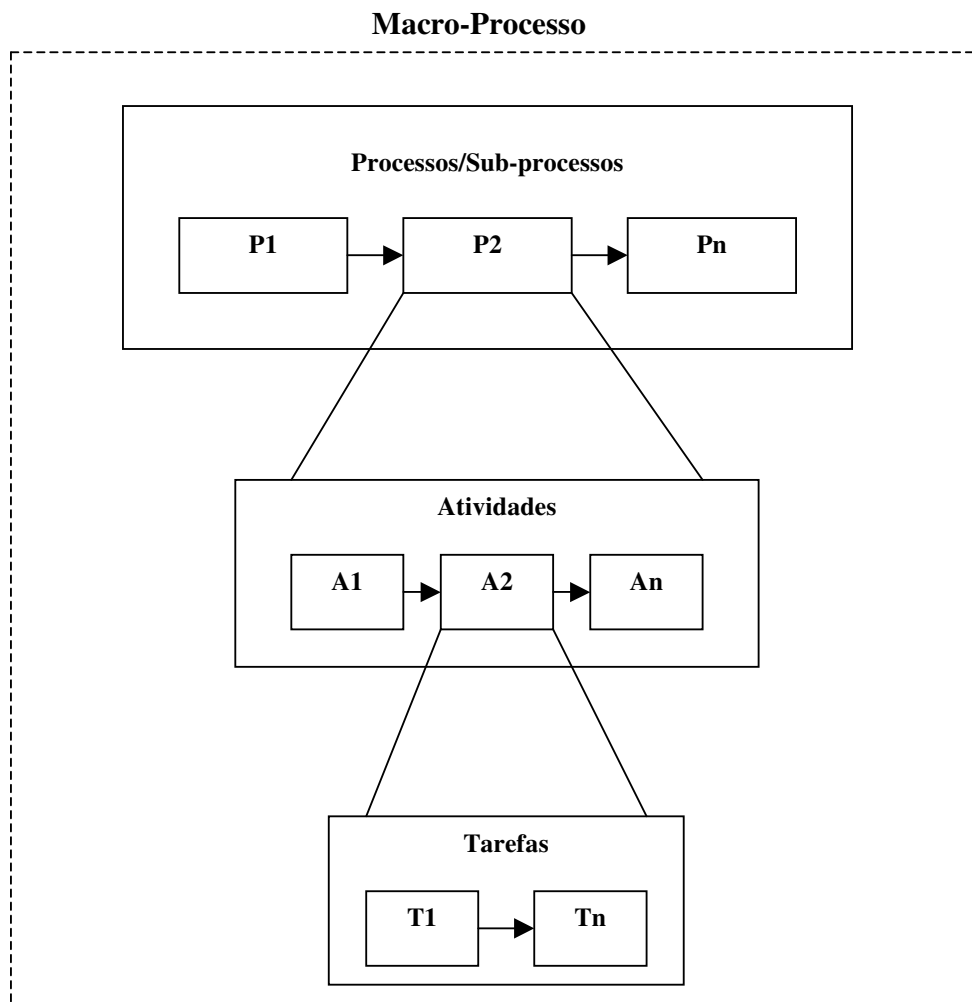 Macro-Processo
Processos/Sub-processos
P1 P2 Pn
Atividades
A1 A2 An
Tarefas
T1 Tn